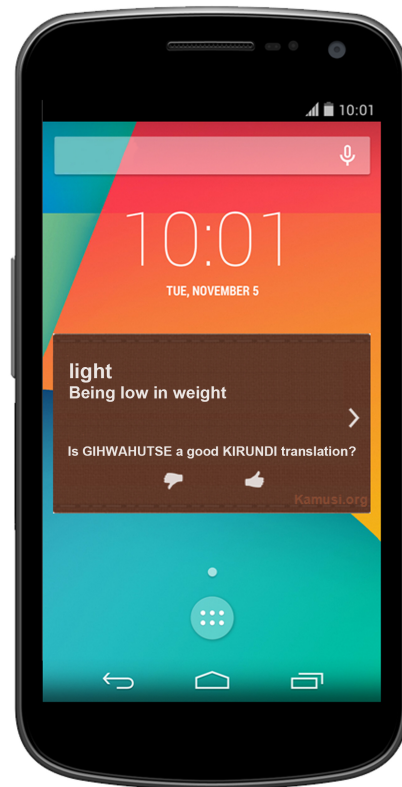 10:01
10:01
TUE, NOVEMBER 5
light
Being low in weight
Is GIHWAHUTSE a good KIRUNDI translation?
Kamusi.org